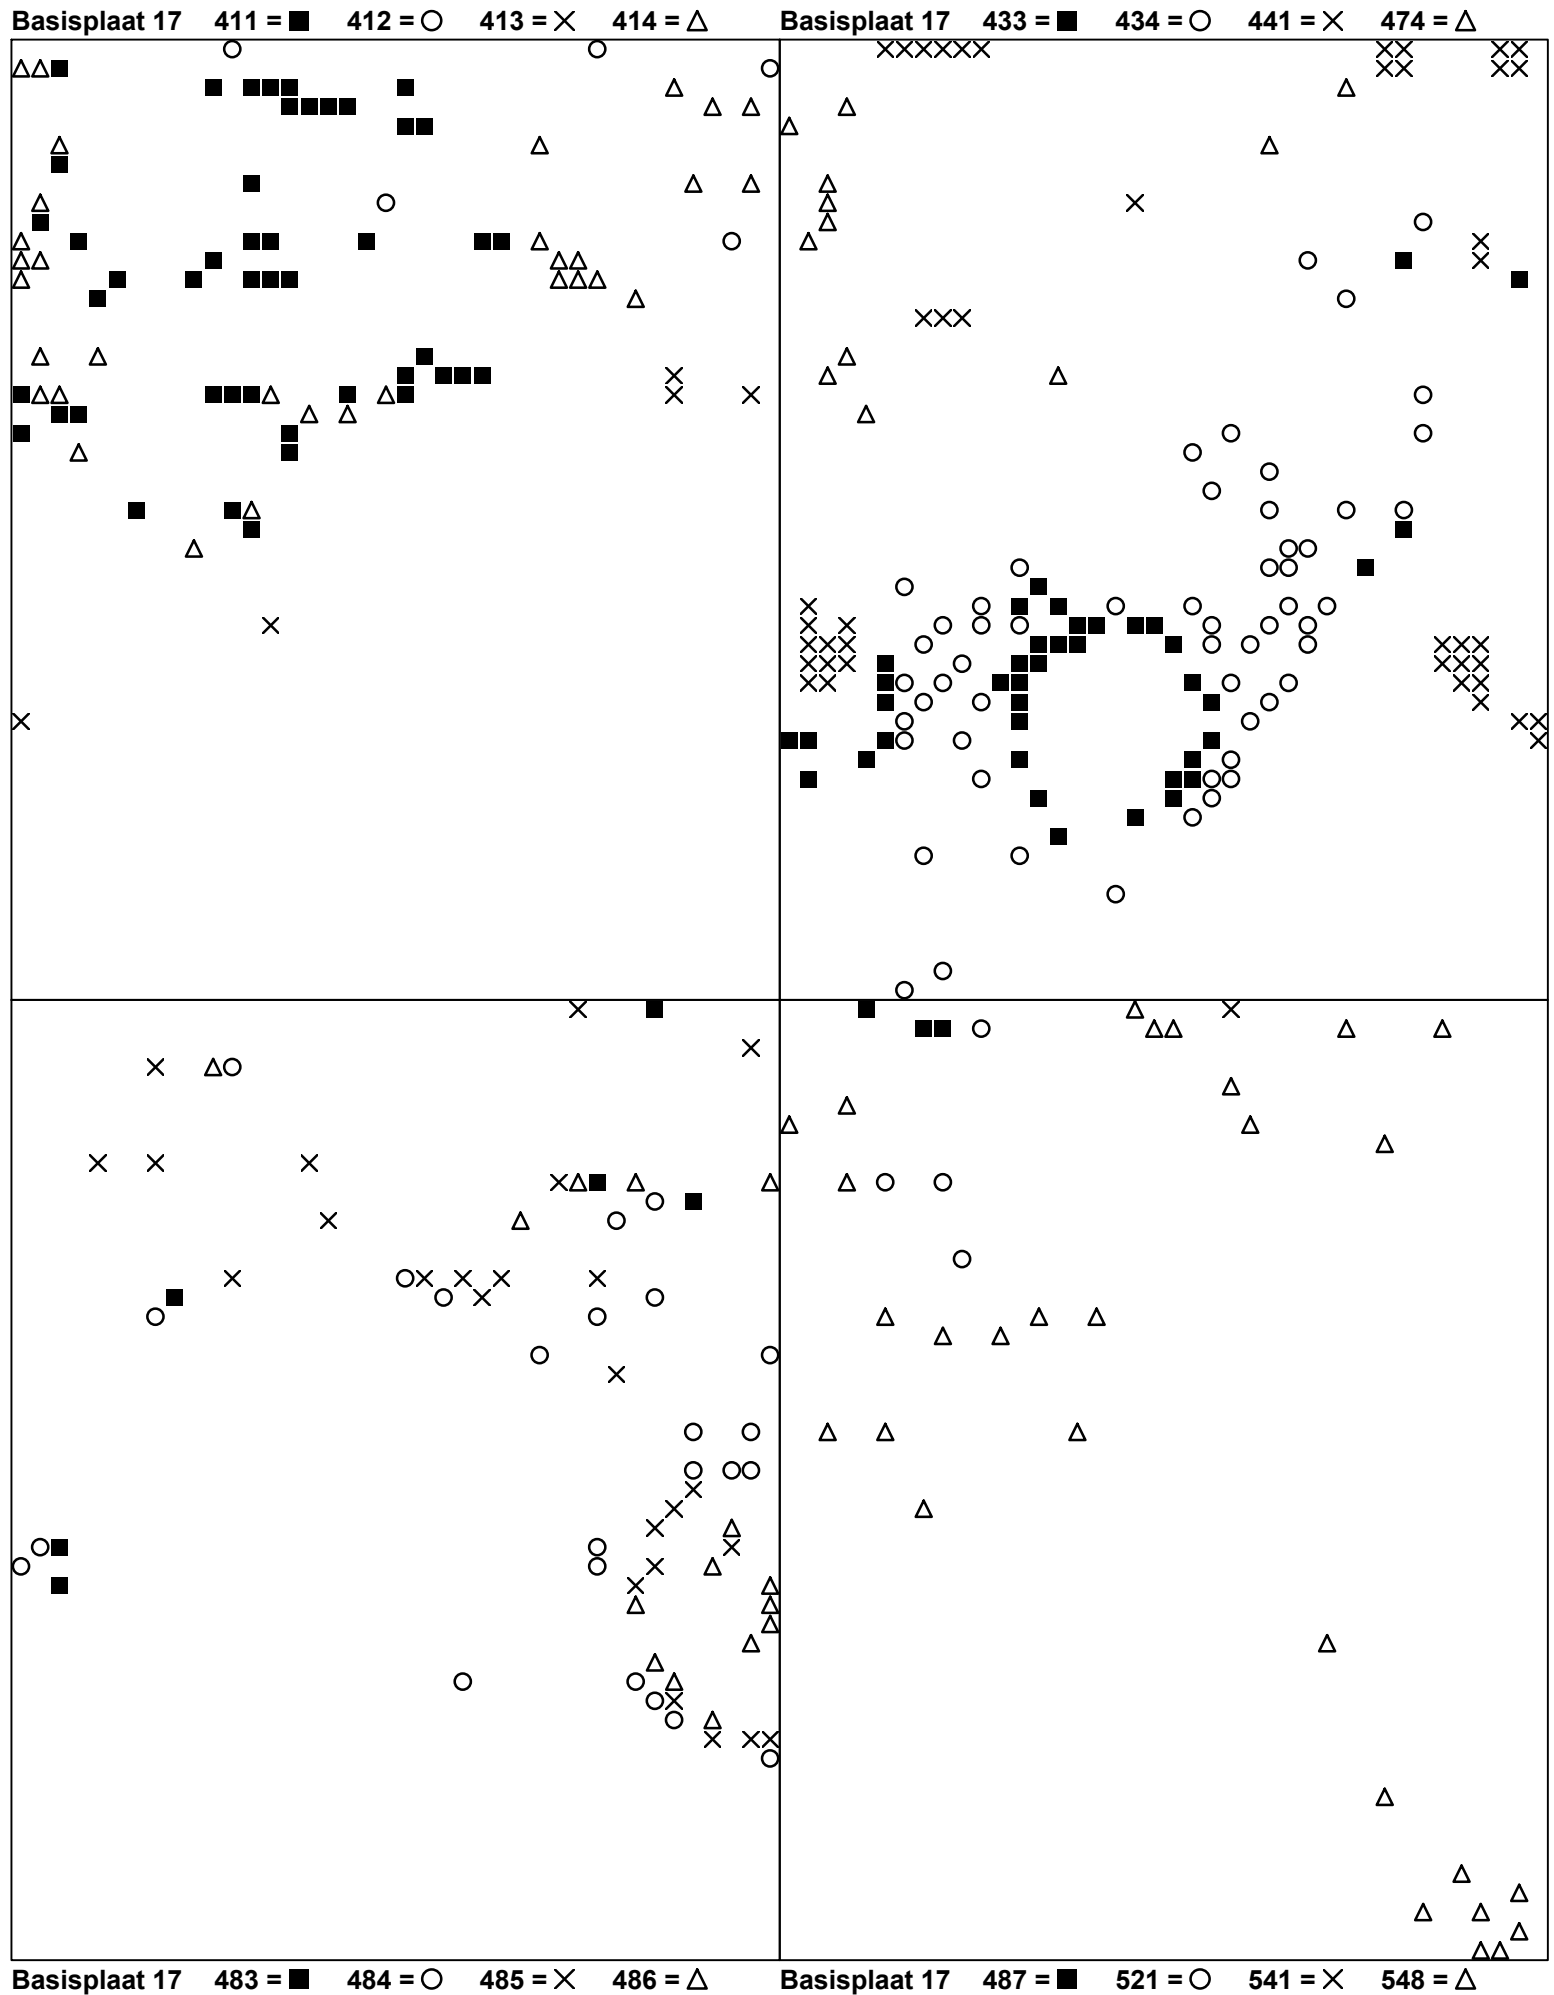 Basisplaat 17 411 = ■ 412 = ○ 413 = × 414 = △
Basisplaat 17 433 = ■ 434 = ○ 441 = × 474 = △
Basisplaat 17 483 = ■ 484 = ○ 485 = × 486 = △
Basisplaat 17 487 = ■ 521 = ○ 541 = × 548 = △